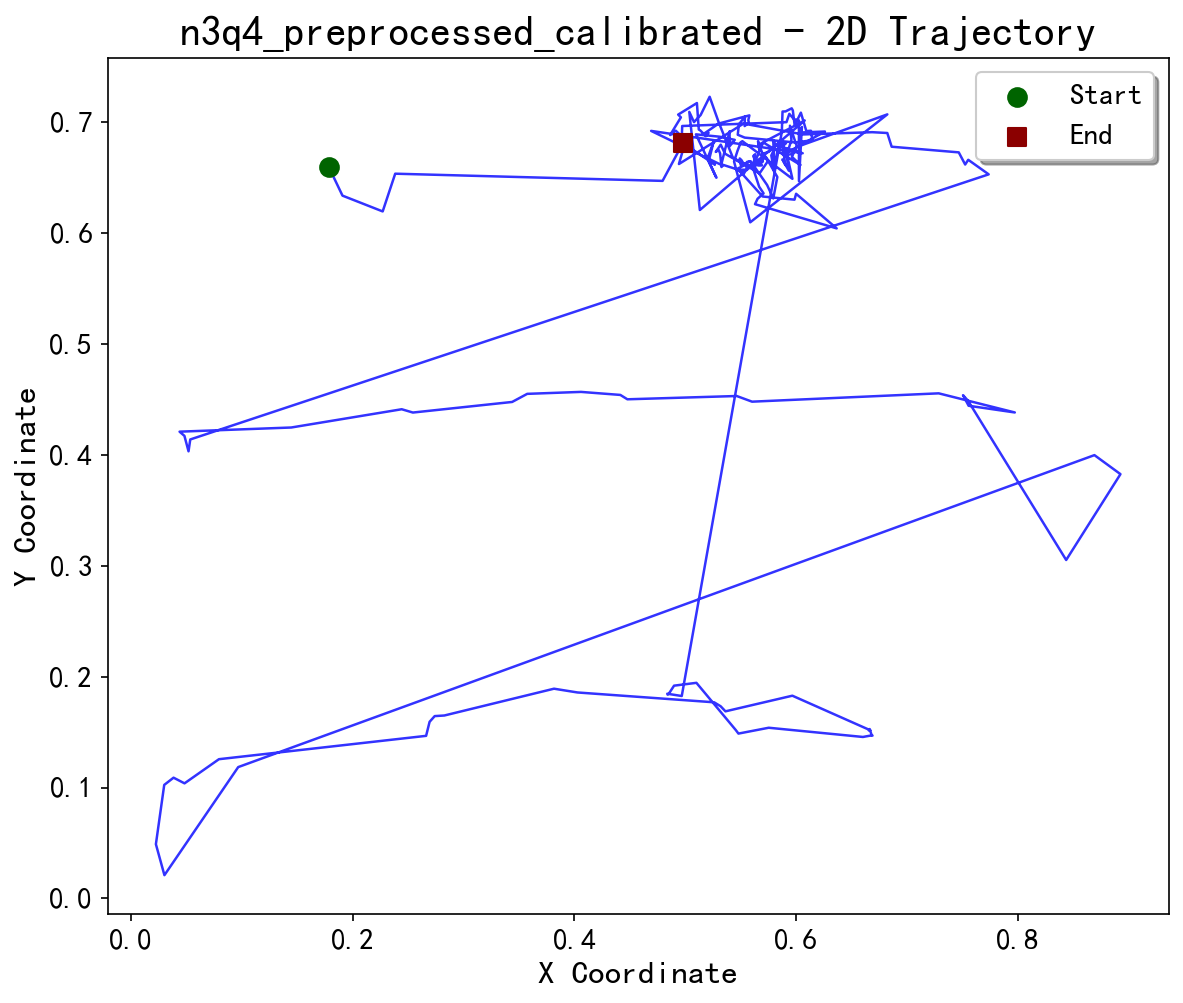 n3q4_preprocessed_calibrated - 2D Trajectory
Start
End
0.7
0.6
0.5
0.4
0.3
0.2
0.1
0.0
Y Coordinate
0.0 0.2 0.4 0.6 0.8
X Coordinate